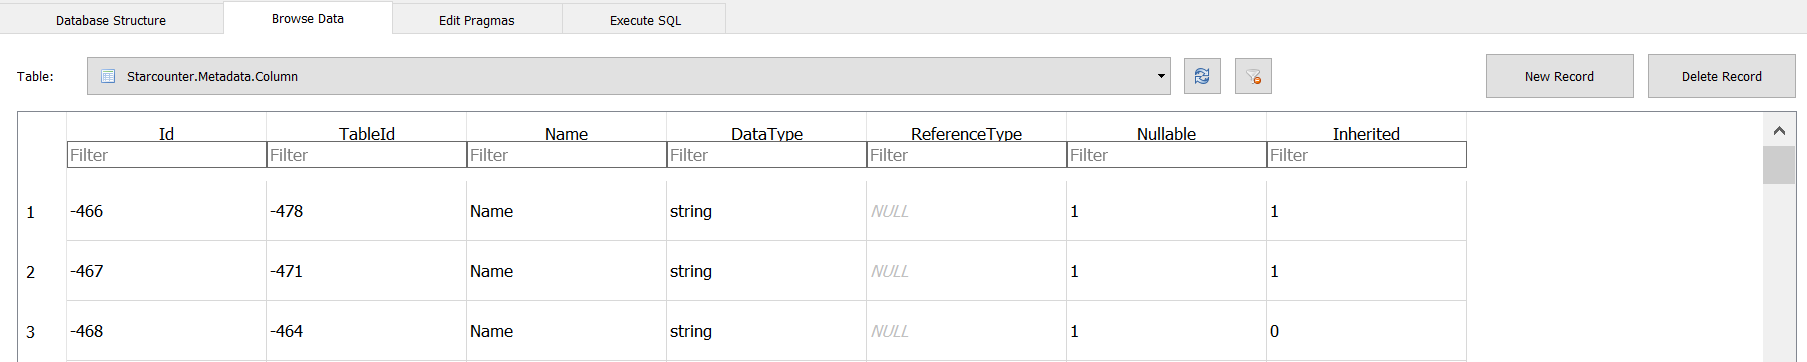 Database Structure Browse Data Edit Pragmas Execute SQL
Table: Starcounter.Metadata.Column New Record Delete Record
Id TableId Name DataType ReferenceType Nullable Inherited
Filter Filter Filter Filter Filter Filter Filter
1 -466 -478 Name string NULL 1 1
2 -467 -471 Name string NULL 1 1
3 -468 -464 Name string NULL 1 0